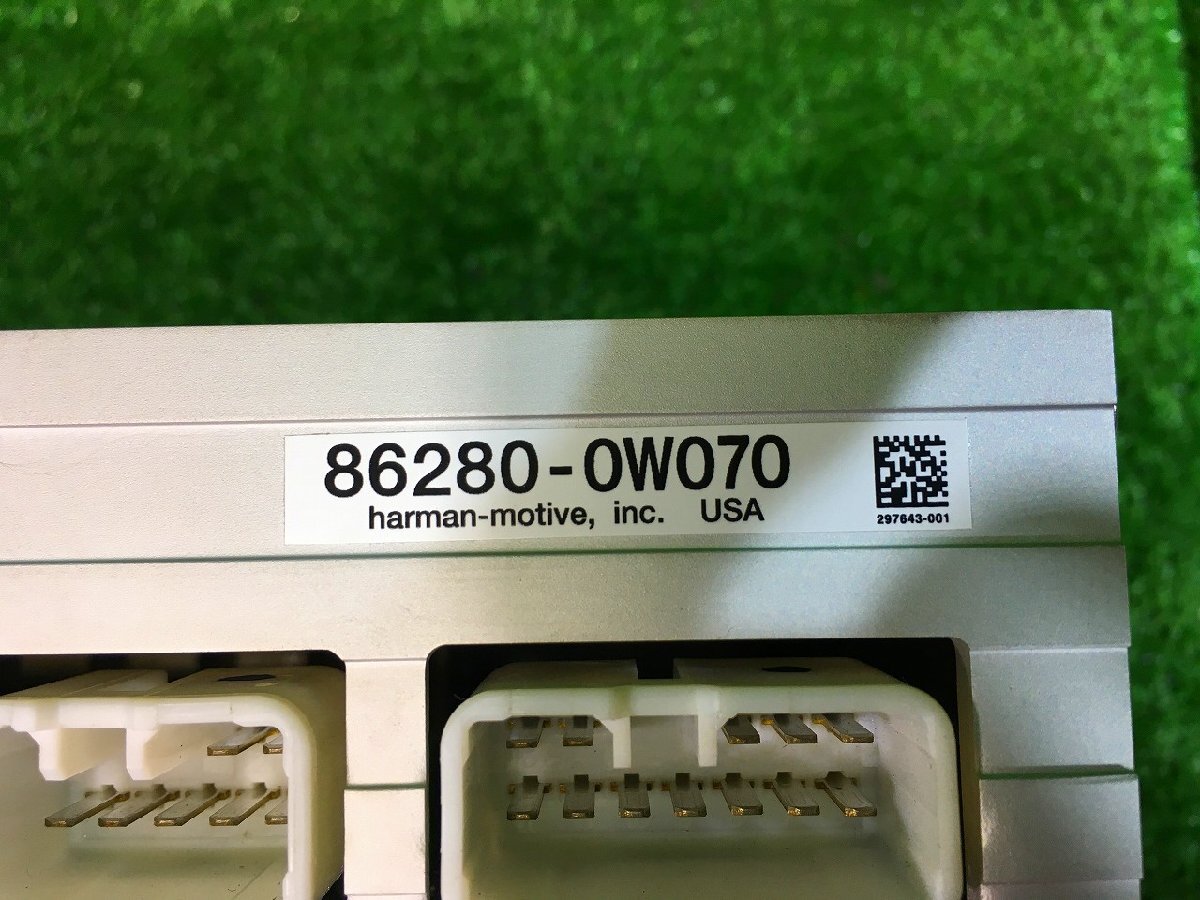 86280-0W070
harman-motive, inc. USA
297643-001